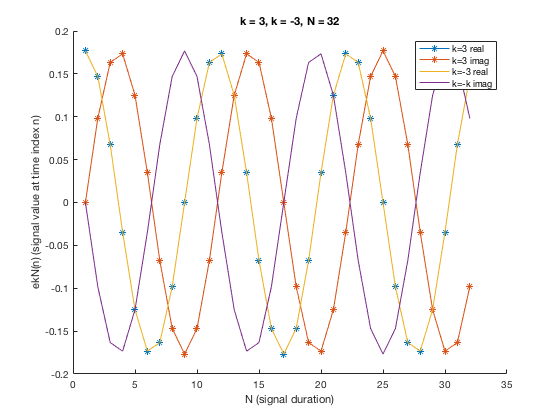 k = 3, k = -3, N = 32
k=3 real
k=3 imag
k=-3 real
k=-k imag
0.2
0.15
0.1
0.05
0
-0.05
-0.1
-0.15
-0.2
ekN(n) (signal value at time index n)
0 5 10 15 20 25 30 35
N (signal duration)